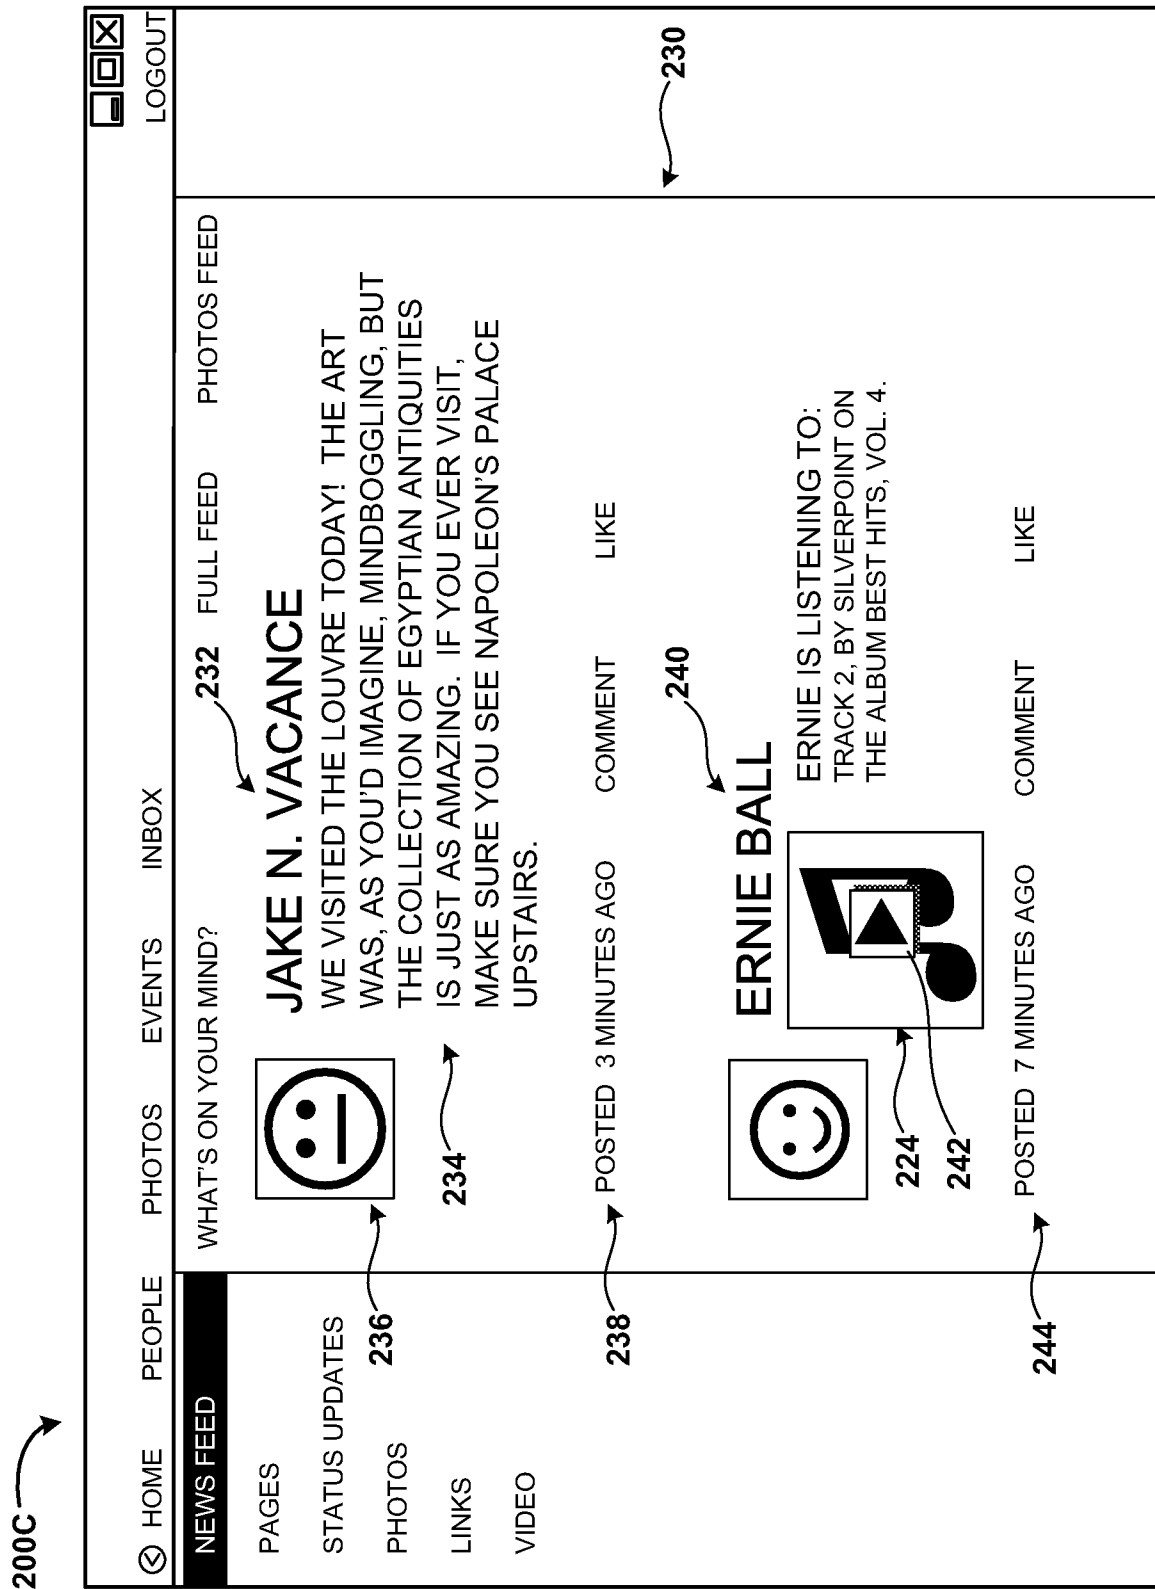 200C
HOME PEOPLE PHOTOS EVENTS INBOX LOGOUT
NEWS FEED
PAGES
STATUS UPDATES
PHOTOS
LINKS
VIDEO
WHAT'S ON YOUR MIND? FULL FEED PHOTOS FEED
232
JAKE N. VACANCE
WE VISITED THE LOUVRE TODAY! THE ART
WAS, AS YOU'D IMAGINE, MINDBOGGLING, BUT
THE COLLECTION OF EGYPTIAN ANTIQUITIES
IS JUST AS AMAZING. IF YOU EVER VISIT,
MAKE SURE YOU SEE NAPOLEON'S PALACE
UPSTAIRS.
236
234
238
POSTED 3 MINUTES AGO COMMENT LIKE
230
240
ERNIE BALL
ERNIE IS LISTENING TO:
TRACK 2, BY SILVERPOINT ON
THE ALBUM BEST HITS, VOL. 4.
224
242
244
POSTED 7 MINUTES AGO COMMENT LIKE